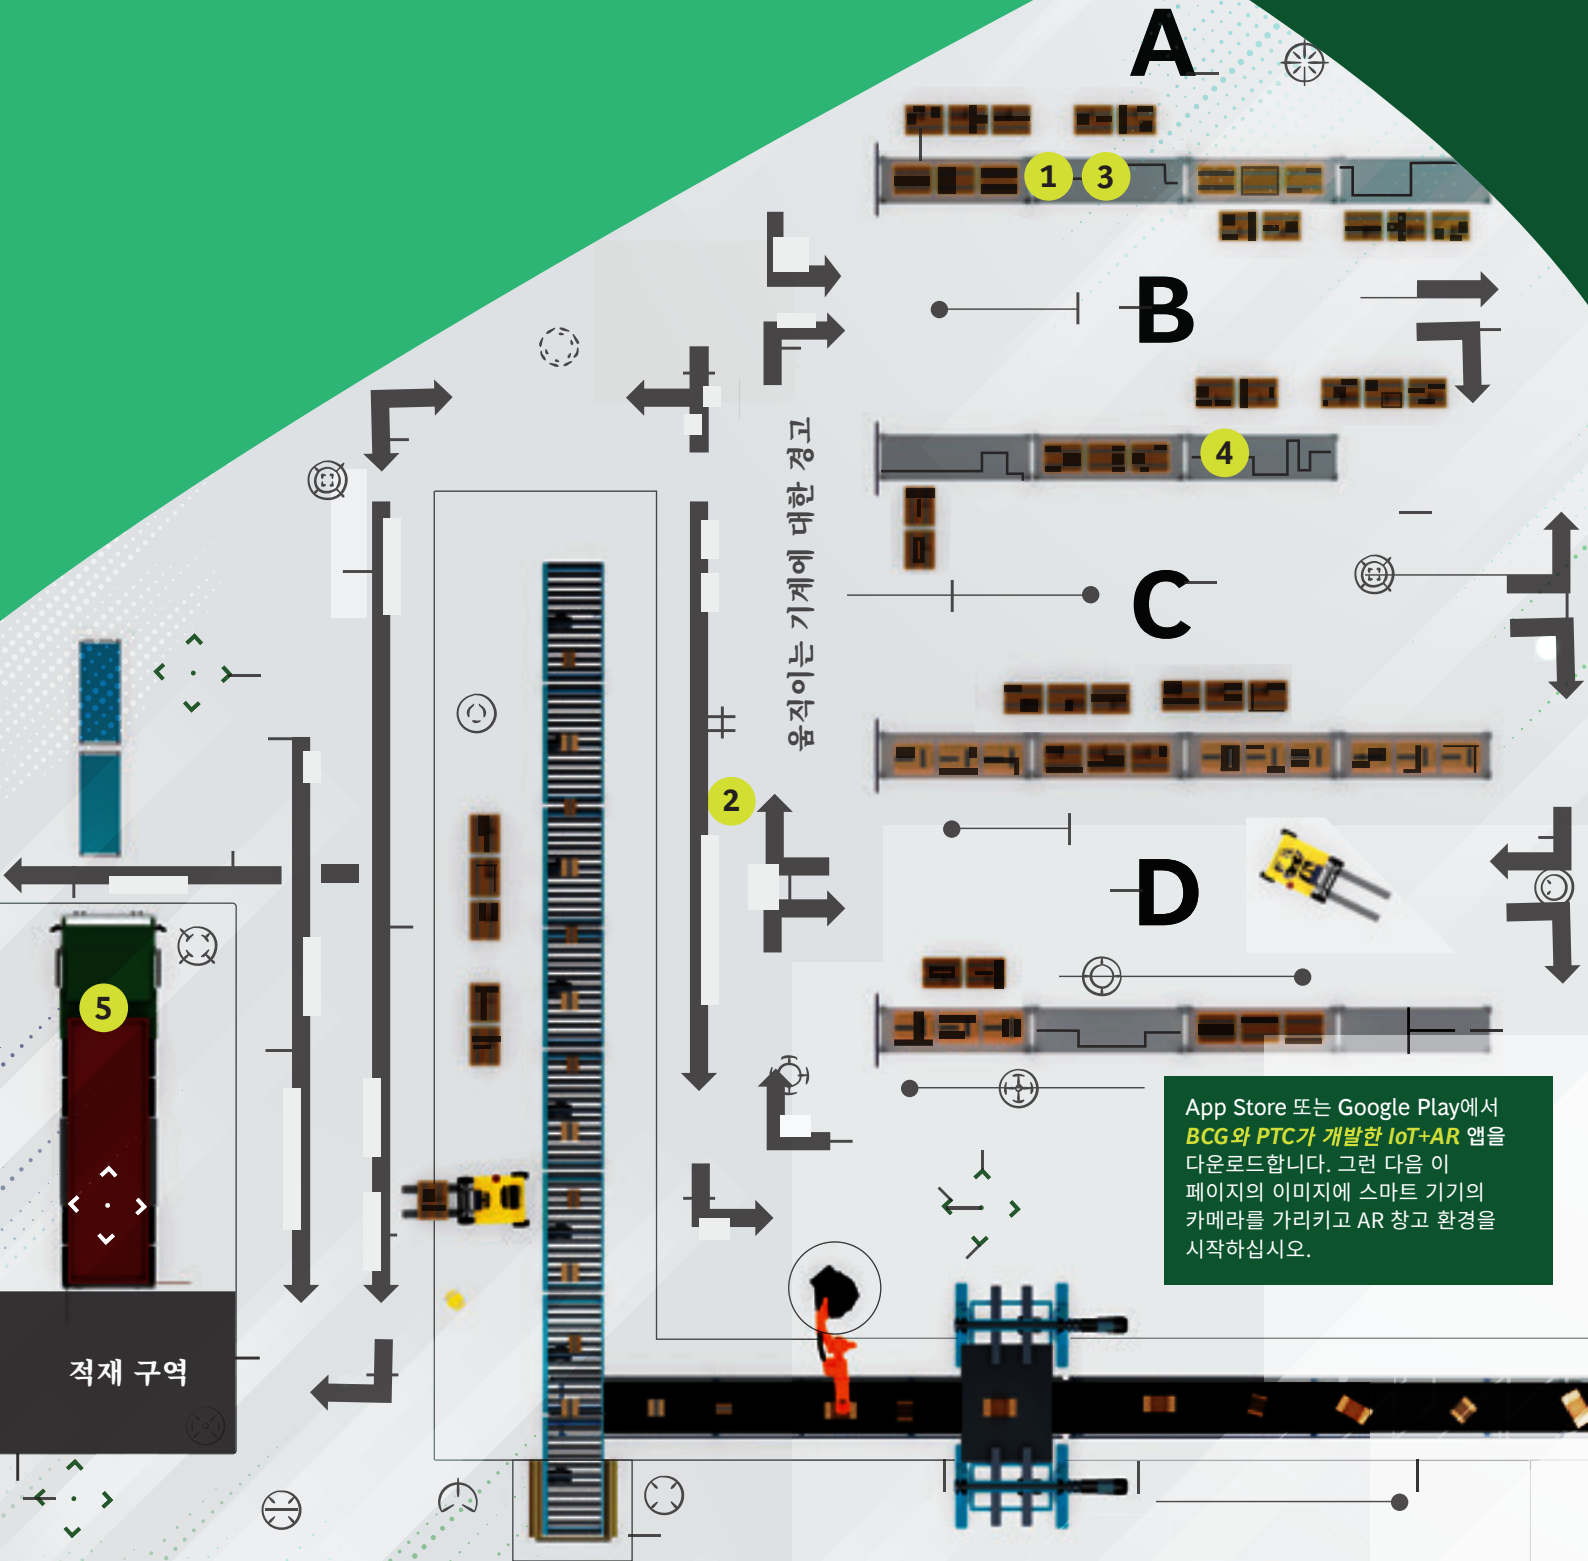 A
1
3
B
4
움직이는 기계에 대한 경고
C
2
D
5
App Store 또는 Google Play에서
BCG와 PTC가 개발한 IoT+AR 앱을
다운로드합니다. 그런 다음 이
페이지의 이미지에 스마트 기기의
카메라를 가리키고 AR 창고 환경을
시작하십시오.
적재 구역